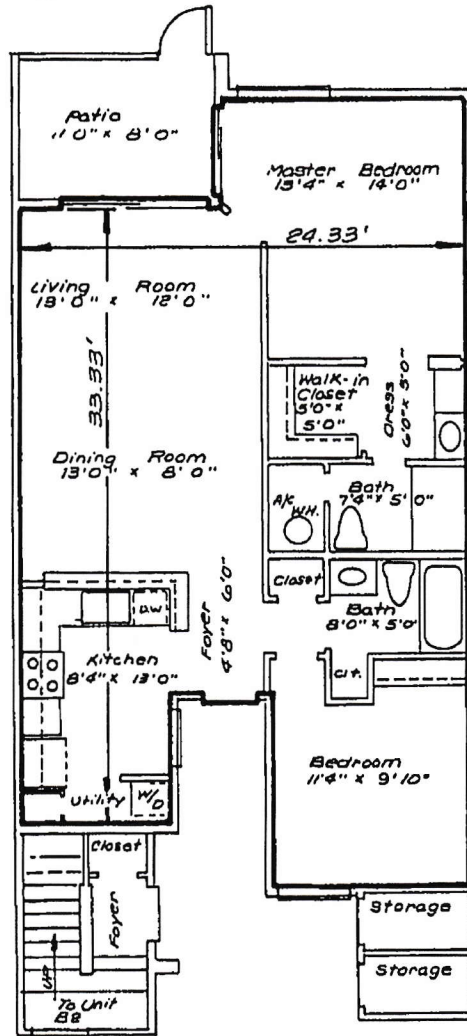 Patio
11'0" x 8'0"
Master Bedroom
13'4" x 14'0"
24.33'
Living Room
13'0" x 12'0"
33.33'
Walk-in
Closet
5'0" x
5'0"
Dress
6'0" x 5'0"
Dining Room
13'0" x 8'0"
Bath
7'4" x 5'0"
A/C
W.H.
Closet
D.W
Foyer
4'8" x 6'0"
Bath
8'0" x 5'0"
Kitchen
8'4" x 13'0"
Clt.
Bedroom
11'4" x 9'10"
Utility
W/D
Closet
Foyer
Storage
Storage
UP
To Unit
B8